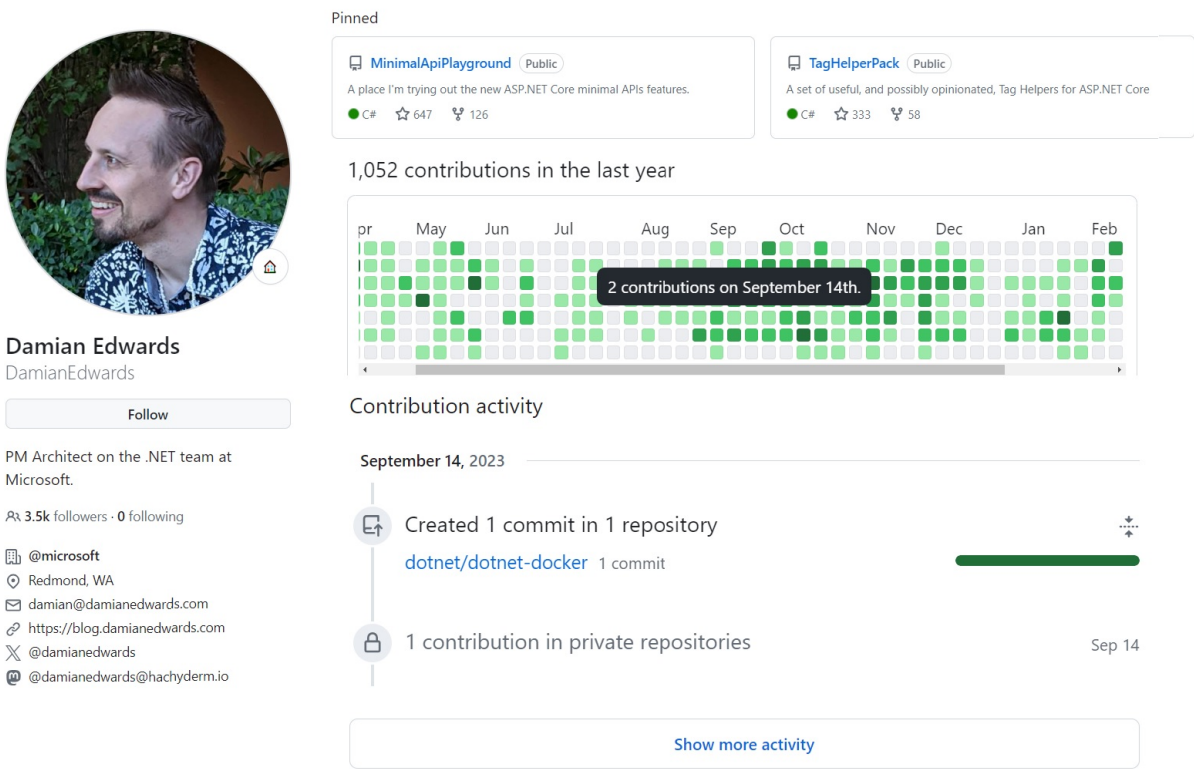 Pinned
MinimalApiPlayground Public
A place I'm trying out the new ASP.NET Core minimal APIs features.
C# 647 126
TagHelperPack Public
A set of useful, and possibly opinionated, Tag Helpers for ASP.NET Core
C# 333 58
1,052 contributions in the last year
pr May Jun Jul Aug Sep Oct Nov Dec Jan Feb
2 contributions on September 14th.
Damian Edwards
DamianEdwards
Follow
PM Architect on the .NET team at
Microsoft.
3.5k followers · 0 following
@microsoft
Redmond, WA
damian@damianedwards.com
https://blog.damianedwards.com
@damianedwards
@damianedwards@hachyderm.io
Contribution activity
September 14, 2023
Created 1 commit in 1 repository
dotnet/dotnet-docker 1 commit
1 contribution in private repositories Sep 14
Show more activity